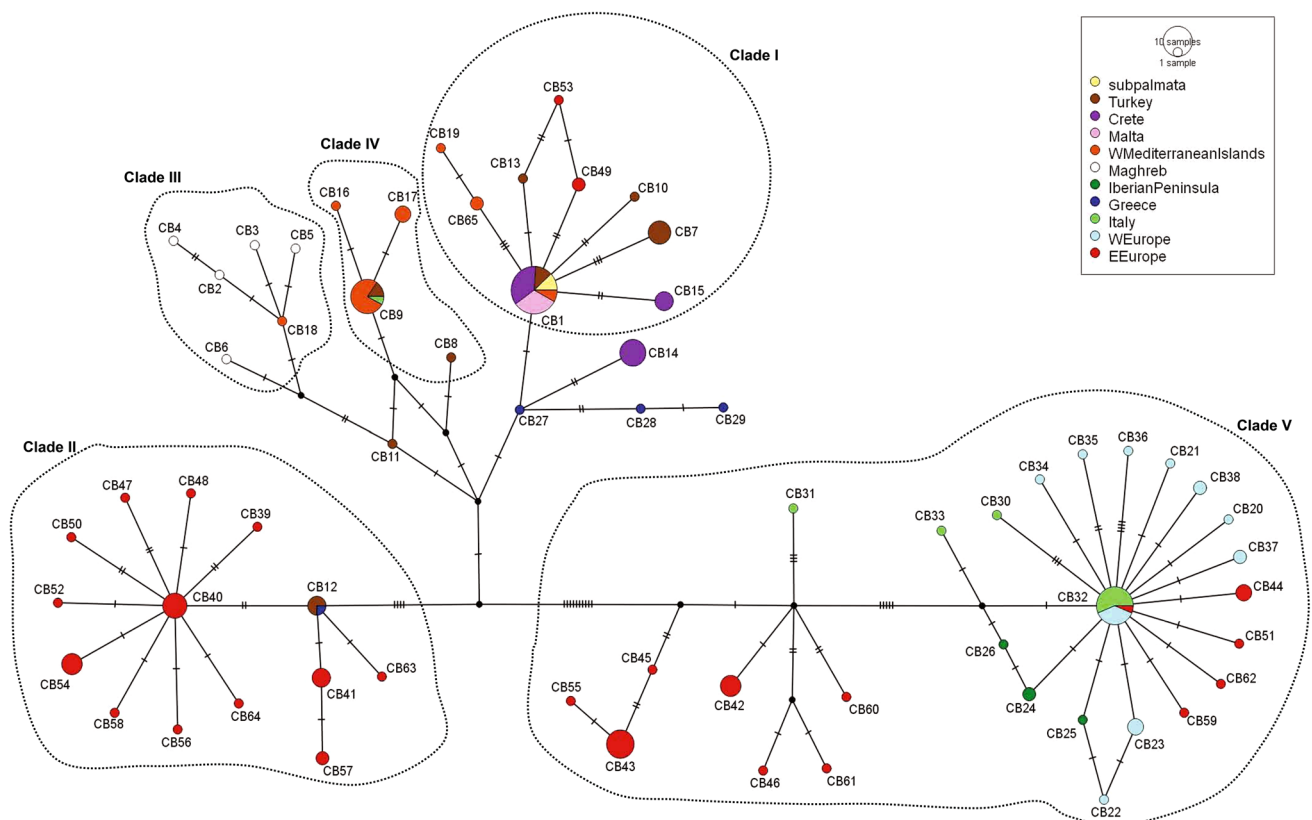 Clade I
10 samples
1 sample
subpalmata
Turkey
Crete
Malta
WMediterraneanIslands
Maghreb
IberianPeninsula
Greece
Italy
WEurope
EEurope
CB53
CB19
Clade IV
CB13
CB49
Clade III
CB16
CB17
CB65
CB10
CB4
CB3
CB5
CB7
CB2
CB15
CB9
CB1
CB18
CB6
CB8
CB14
CB27
CB28
CB29
CB11
Clade II
Clade V
CB47
CB48
CB39
CB50
CB52
CB40
CB12
CB54
CB41
CB63
CB58
CB56
CB64
CB57
CB31
CB33
CB30
CB34
CB35
CB36
CB21
CB38
CB20
CB37
CB32
CB44
CB51
CB62
CB59
CB26
CB24
CB25
CB23
CB22
CB45
CB55
CB43
CB42
CB60
CB46
CB61